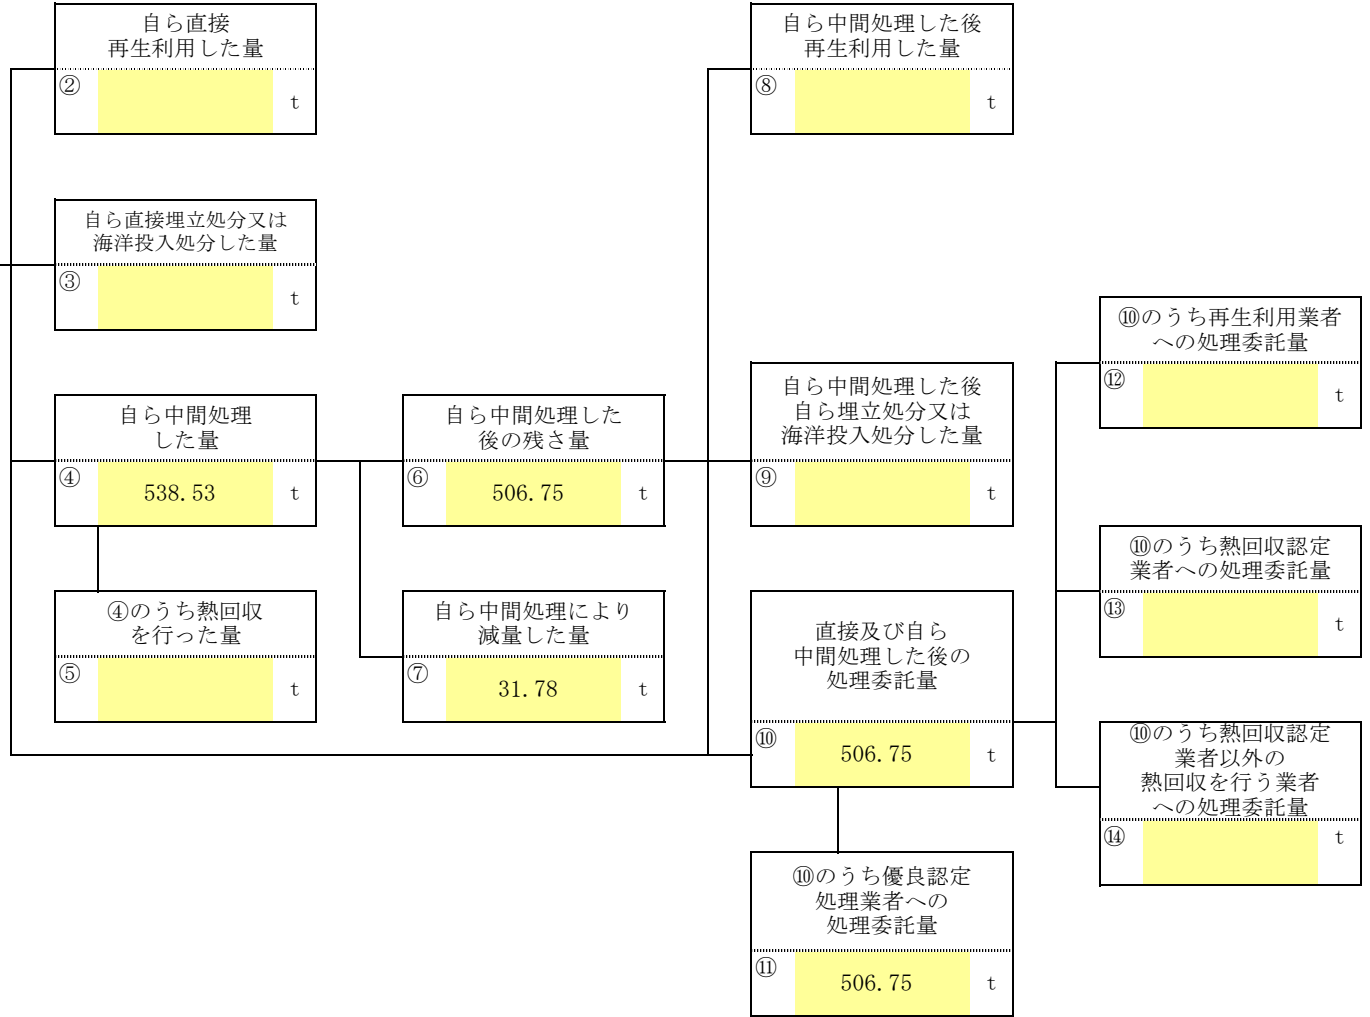 自ら直接
再生利用した量
②
t
自ら直接埋立処分又は
海洋投入処分した量
③
t
自ら中間処理
した量
④
538.53
t
④のうち熱回収
を行った量
⑤
t
自ら中間処理した
後の残さ量
⑥
506.75
t
自ら中間処理により
減量した量
⑦
31.78
t
自ら中間処理した後
再生利用した量
⑧
t
自ら中間処理した後
自ら埋立処分又は
海洋投入処分した量
⑨
t
直接及び自ら
中間処理した後の
処理委託量
⑩
506.75
t
⑩のうち優良認定
処理業者への
処理委託量
⑪
506.75
t
⑩のうち再生利用業者
への処理委託量
⑫
t
⑩のうち熱回収認定
業者への処理委託量
⑬
t
⑩のうち熱回収認定
業者以外の
熱回収を行う業者
への処理委託量
⑭
t